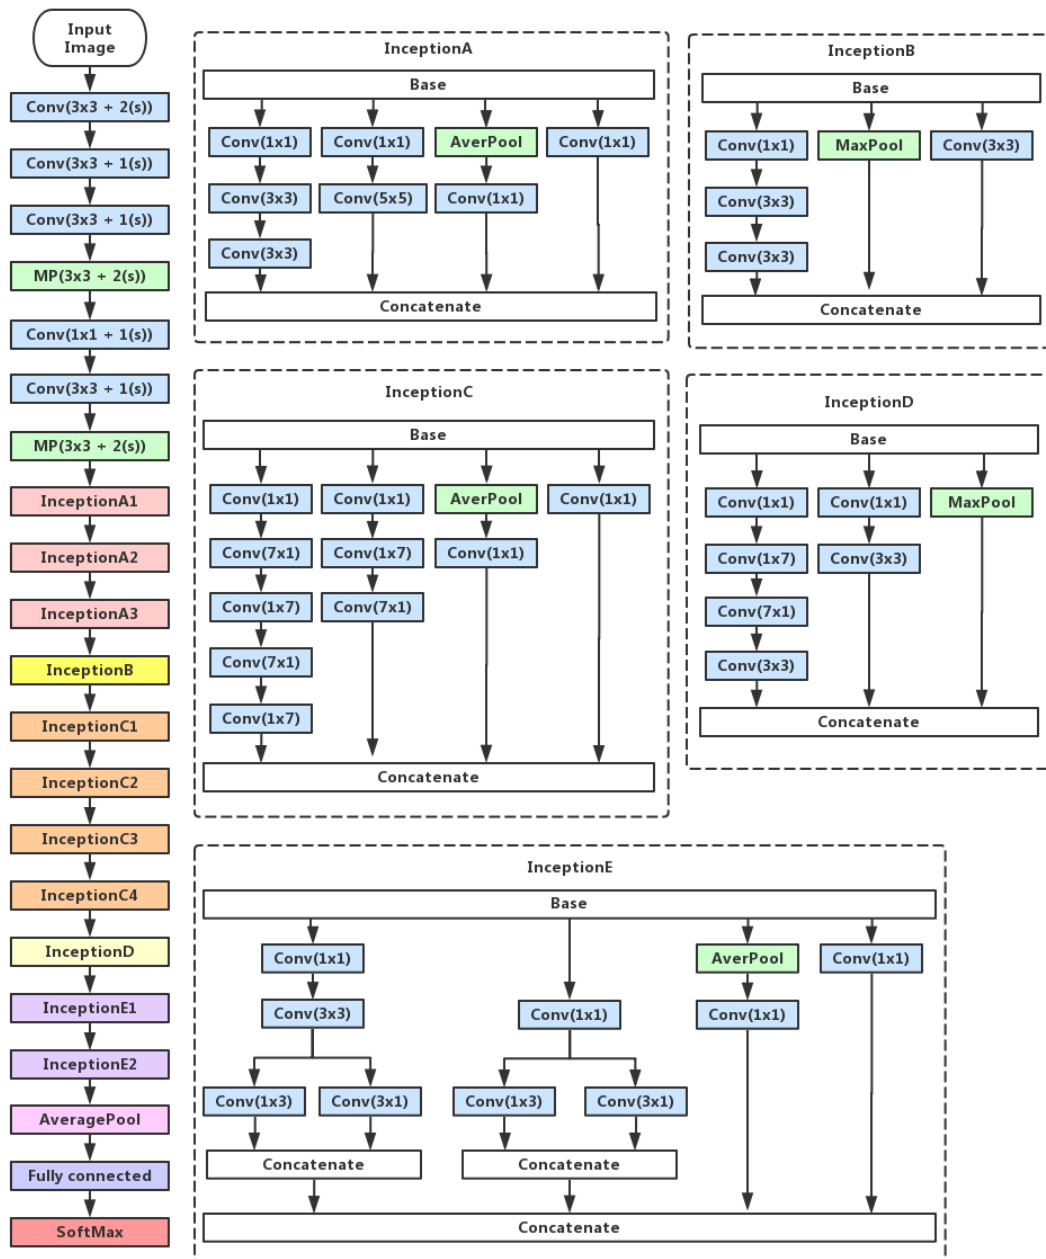 Input
Image
Conv(3x3 + 2(s))
Conv(3x3 + 1(s))
Conv(3x3 + 1(s))
MP(3x3 + 2(s))
Conv(1x1 + 1(s))
Conv(3x3 + 1(s))
MP(3x3 + 2(s))
InceptionA1
InceptionA2
InceptionA3
InceptionB
InceptionC1
InceptionC2
InceptionC3
InceptionC4
InceptionD
InceptionE1
InceptionE2
AveragePool
Fully connected
SoftMax
InceptionA
Base
Conv(1x1) Conv(1x1) AverPool Conv(1x1)
Conv(3x3) Conv(5x5) Conv(1x1)
Conv(3x3)
Concatenate
InceptionB
Base
Conv(1x1) MaxPool Conv(3x3)
Conv(3x3)
Conv(3x3)
Concatenate
InceptionC
Base
Conv(1x1) Conv(1x1) AverPool Conv(1x1)
Conv(7x1) Conv(1x7) Conv(1x1)
Conv(1x7) Conv(7x1)
Conv(7x1)
Conv(1x7)
Concatenate
InceptionD
Base
Conv(1x1) Conv(1x1) MaxPool
Conv(1x7) Conv(3x3)
Conv(7x1)
Conv(3x3)
Concatenate
InceptionE
Base
Conv(1x1) AverPool Conv(1x1)
Conv(3x3) Conv(1x1) Conv(1x1)
Conv(1x3) Conv(3x1) Conv(1x3) Conv(3x1)
Concatenate Concatenate
Concatenate